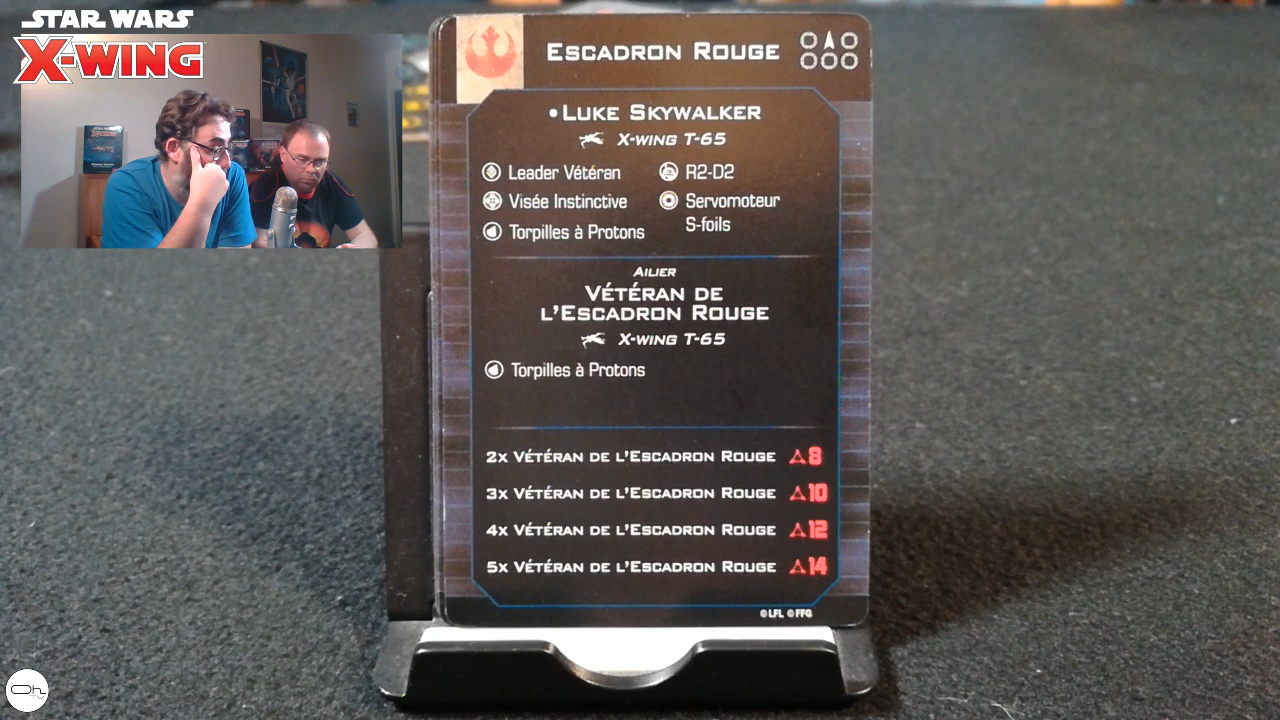 STAR WARS
X-WING
ESCADRON ROUGE
•LUKE SKYWALKER
X-WING T-65
Leader Vétéran
R2-D2
Visée Instinctive
Servomoteur
S-foils
Torpilles à Protons
AILIER
VÉTÉRAN DE
L'ESCADRON ROUGE
X-WING T-65
Torpilles à Protons
2X VÉTÉRAN DE L'ESCADRON ROUGE 8
3X VÉTÉRAN DE L'ESCADRON ROUGE 10
4X VÉTÉRAN DE L'ESCADRON ROUGE 12
5X VÉTÉRAN DE L'ESCADRON ROUGE 14
©LFL ©FFG